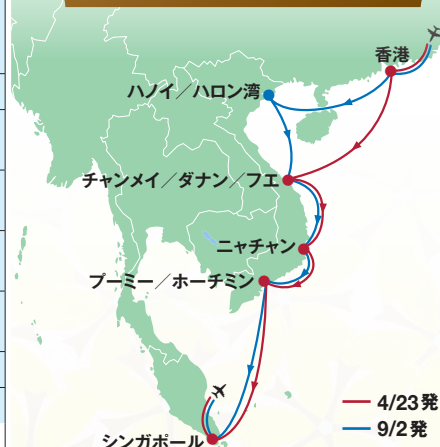 香港
ハノイ／ハロン湾
チャンメイ／ダナン／フエ
ニャチャン
プーミー／ホーチミン
シンガポール
4/23発
9/2発